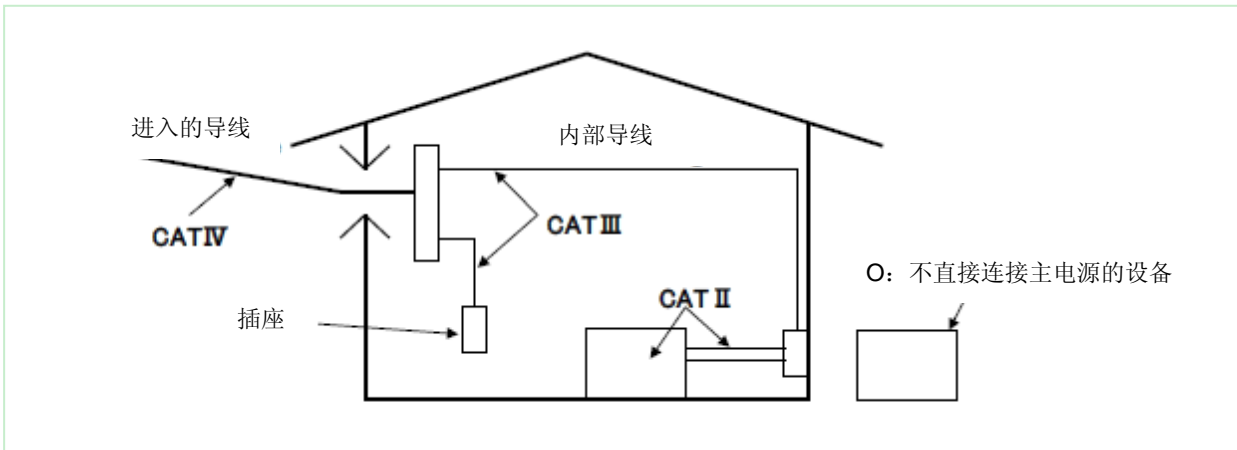 进入的导线
内部导线
CATⅣ
CATⅢ
O：不直接连接主电源的设备
CATⅡ
插座